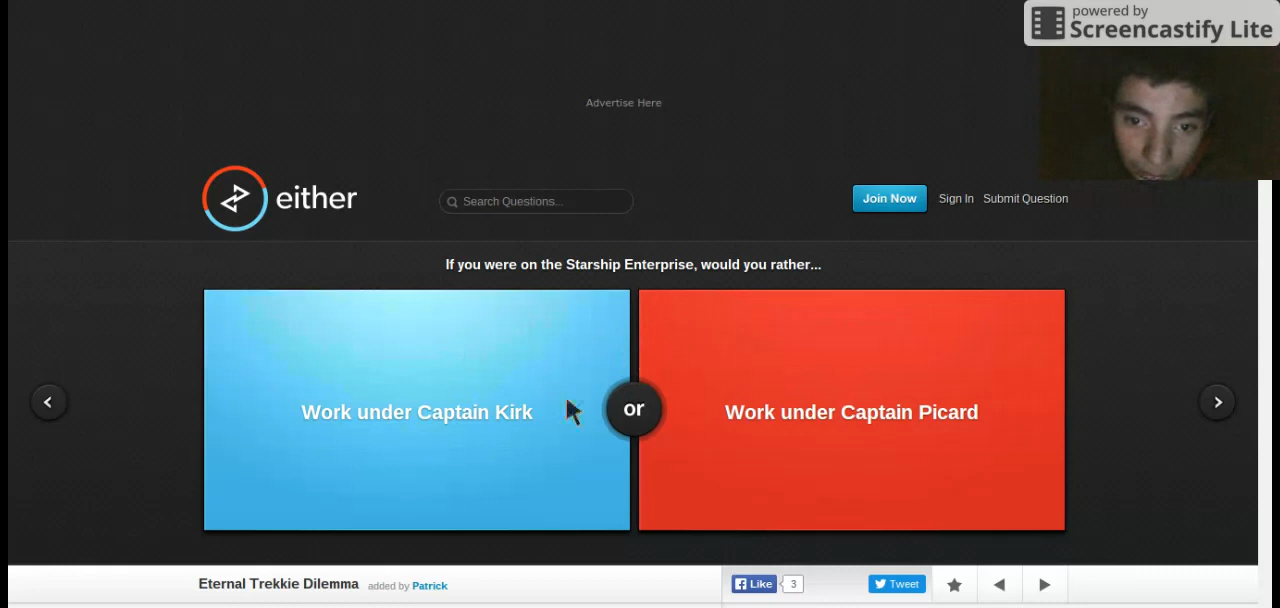 powered by
Screencastify Lite
Advertise Here
either
Search Questions...
Join Now Sign In Submit Question
If you were on the Starship Enterprise, would you rather...
Work under Captain Kirk or Work under Captain Picard
Eternal Trekkie Dilemma added by Patrick
Like 3 Tweet